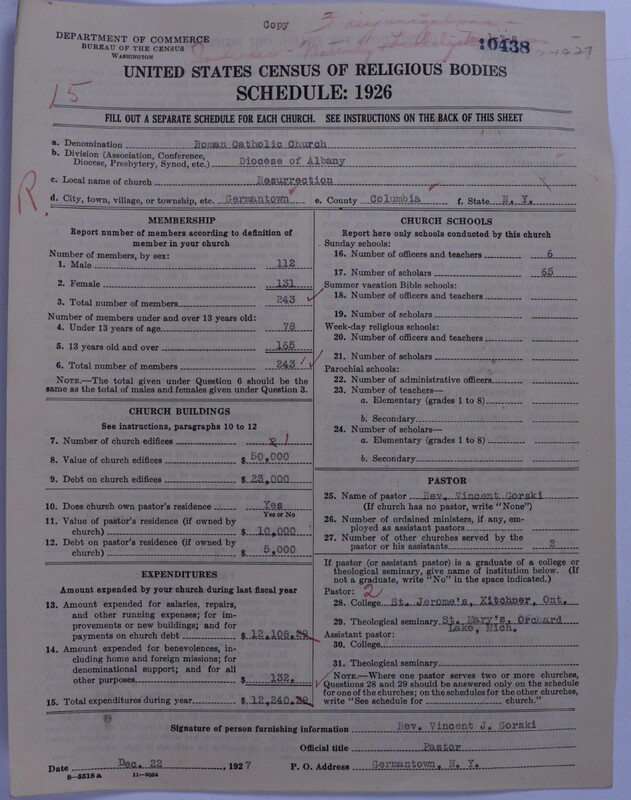 Copy
10438
DEPARTMENT OF COMMERCE
BUREAU OF THE CENSUS
WASHINGTON
1927
UNITED STATES CENSUS OF RELIGIOUS BODIES
SCHEDULE: 1926
15
FILL OUT A SEPARATE SCHEDULE FOR EACH CHURCH. SEE INSTRUCTIONS ON THE BACK OF THIS SHEET
a. Denomination Roman Catholic Church
b. Division (Association, Conference,
Diocese, Presbytery, Synod, etc.) Diocese of Albany
c. Local name of church Resurrection
R.
d. City, town, village, or township, etc. Germantown e. County Columbia f. State N. Y.
MEMBERSHIP
Report number of members according to definition of
member in your church
Number of members, by sex:
1. Male 112
2. Female 131
3. Total number of members 243
Number of members under and over 13 years old:
4. Under 13 years of age 78
5. 13 years old and over 165
6. Total number of members 243
NOTE.—The total given under Question 6 should be the
same as the total of males and females given under Question 3.
CHURCH BUILDINGS
See instructions, paragraphs 10 to 12
7. Number of church edifices 1
8. Value of church edifices $ 50,000
9. Debt on church edifices $ 23,000
10. Does church own pastor's residence Yes
Yes or No
11. Value of pastor's residence (if owned by
church) $ 10,000
12. Debt on pastor's residence (if owned by
church) $ 5,000
EXPENDITURES
Amount expended by your church during last fiscal year
13. Amount expended for salaries, repairs,
and other running expenses; for im-
provements or new buildings; and for
payments on church debt $ 12,108.
14. Amount expended for benevolences, in-
cluding home and foreign missions; for
denominational support; and for all
other purposes $ 132.
15. Total expenditures during year $ 12,240.
CHURCH SCHOOLS
Report here only schools conducted by this church
Sunday schools:
16. Number of officers and teachers 6
17. Number of scholars 65
Summer vacation Bible schools:
18. Number of officers and teachers
19. Number of scholars
Week-day religious schools:
20. Number of officers and teachers
21. Number of scholars
Parochial schools:
22. Number of administrative officers
23. Number of teachers—
a. Elementary (grades 1 to 8)
b. Secondary
24. Number of scholars—
a. Elementary (grades 1 to 8)
b. Secondary
PASTOR
25. Name of pastor Rev. Vincent Gorski
(If church has no pastor, write "None")
26. Number of ordained ministers, if any, em-
ployed as assistant pastors
27. Number of other churches served by the
pastor or his assistants 2
If pastor (or assistant pastor) is a graduate of a college or
theological seminary, give name of institution below. (If
not a graduate, write "No" in the space indicated.)
Pastor: 2
28. College St. Jerome's, Kitchner, Ont.
29. Theological seminary St. Mary's, Orchard
Lake, Mich.
Assistant pastor:
30. College
31. Theological seminary
NOTE.—Where one pastor serves two or more churches,
Questions 28 and 29 should be answered only on the schedule
for one of the churches; on the schedules for the other churches,
write "See schedule for church."
Signature of person furnishing information Rev. Vincent J. Gorski
Official title Pastor
Date Dec. 22, 1927 P. O. Address Germantown, N. Y.
8—5518 a 11—9034